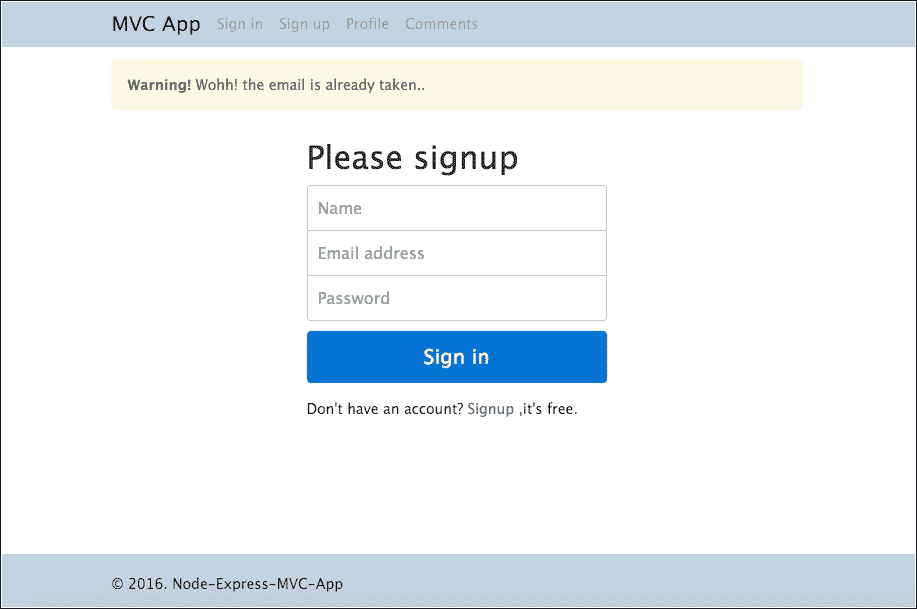 MVC App Sign in Sign up Profile Comments
Warning! Wohh! the email is already taken..
Please signup
Name
Email address
Password
Sign in
Don't have an account? Signup ,it's free.
© 2016. Node-Express-MVC-App